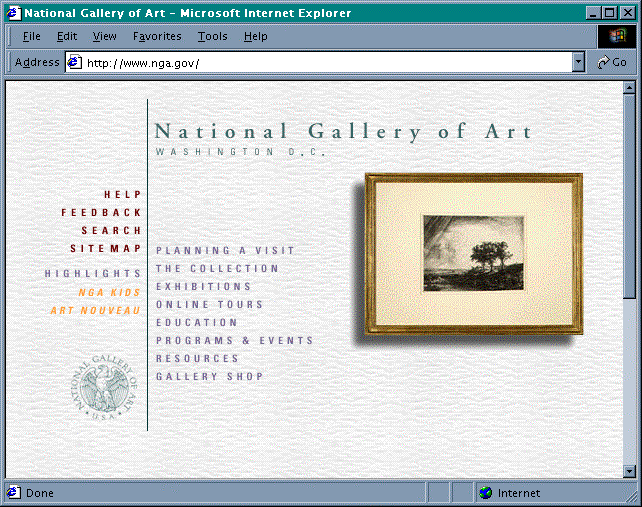 National Gallery of Art - Microsoft Internet Explorer
File Edit View Favorites Tools Help
Address http://www.nga.gov/ Go
National Gallery of Art
WASHINGTON D.C.
HELP
FEEDBACK
SEARCH
SITEMAP
HIGHLIGHTS
NGA KIDS
ART NOUVEAU
PLANNING A VISIT
THE COLLECTION
EXHIBITIONS
ONLINE TOURS
EDUCATION
PROGRAMS & EVENTS
RESOURCES
GALLERY SHOP
NATIONAL GALLERY OF ART
U.S.A.
Done Internet